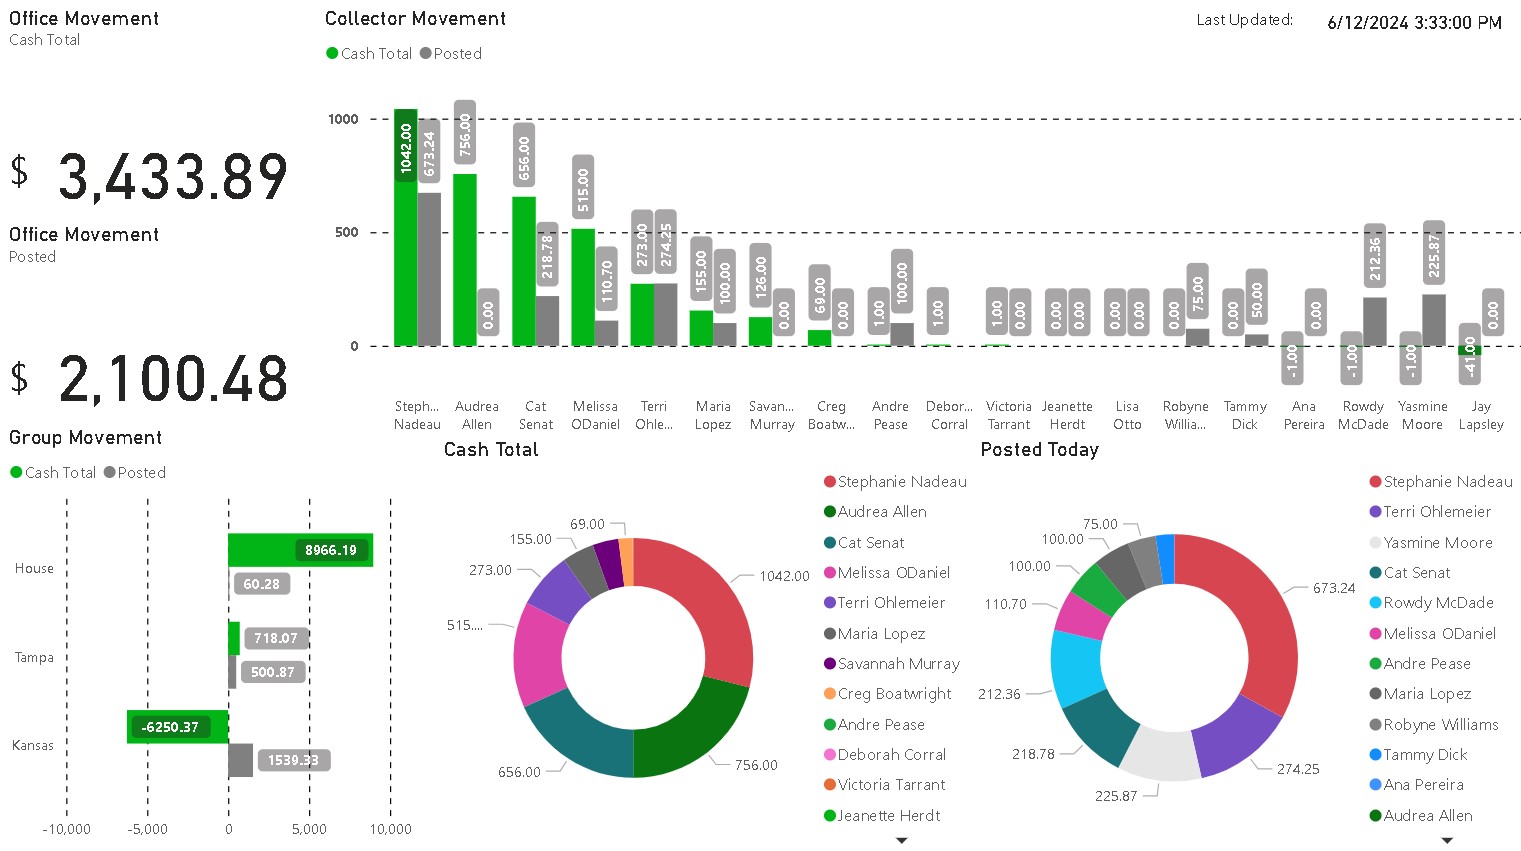 Office Movement
Cash Total
$ 3,433.89
Office Movement
Posted
$ 2,100.48
Collector Movement
Cash Total Posted
Last Updated: 6/12/2024 3:33:00 PM
1000
500
0
1042.00 673.24 756.00 0.00 656.00 218.78 515.00 110.70 273.00 274.25 155.00 100.00 126.00 0.00 69.00 0.00 1.00 100.00 1.00 1.00 0.00 0.00 0.00 0.00 0.00 0.00 75.00 0.00 50.00 -1.00 0.00 -1.00 212.36 -1.00 225.87 -41.00 0.00
Steph... Audrea Cat Melissa Terri Maria Savan... Creg Andre Debor... Victoria Jeanette Lisa Robyne Tammy Ana Rowdy Yasmine Jay
Nadeau Allen Senat ODaniel Ohle... Lopez Murray Boatw... Pease Corral Tarrant Herdt Otto Willia... Dick Pereira McDade Moore Lapsley
Group Movement
Cash Total Posted
House
8966.19
60.28
Tampa
718.07
500.87
Kansas
-6250.37
1539.33
-10,000 -5,000 0 5,000 10,000
Cash Total
69.00
155.00
273.00
515....
656.00
756.00
1042.00
Stephanie Nadeau
Audrea Allen
Cat Senat
Melissa ODaniel
Terri Ohlemeier
Maria Lopez
Savannah Murray
Creg Boatwright
Andre Pease
Deborah Corral
Victoria Tarrant
Jeanette Herdt
Posted Today
75.00
100.00
100.00
110.70
212.36
218.78
225.87
274.25
673.24
Stephanie Nadeau
Terri Ohlemeier
Yasmine Moore
Cat Senat
Rowdy McDade
Melissa ODaniel
Andre Pease
Maria Lopez
Robyne Williams
Tammy Dick
Ana Pereira
Audrea Allen